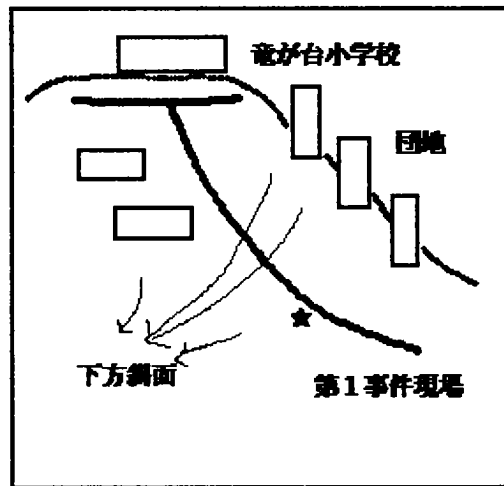 竜が台小学校
団地
下方斜面
第１事件現場